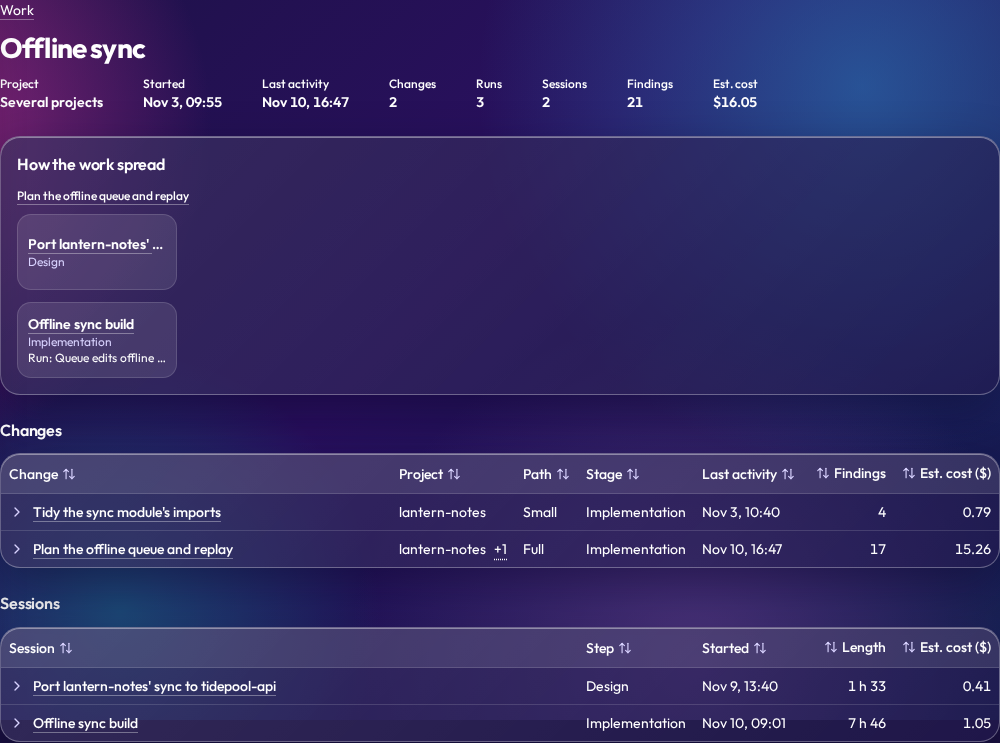 Work
Offline sync
Project Started Last activity Changes Runs Sessions Findings Est. cost
Several projects Nov 3, 09:55 Nov 10, 16:47 2 3 2 21 $16.05
How the work spread
Plan the offline queue and replay
Port lantern-notes' ...
Design
Offline sync build
Implementation
Run: Queue edits offline ...
Changes
Change Project Path Stage Last activity Findings Est. cost ($)
Tidy the sync module's imports lantern-notes Small Implementation Nov 3, 10:40 4 0.79
Plan the offline queue and replay lantern-notes +1 Full Implementation Nov 10, 16:47 17 15.26
Sessions
Session Step Started Length Est. cost ($)
Port lantern-notes' sync to tidepool-api Design Nov 9, 13:40 1 h 33 0.41
Offline sync build Implementation Nov 10, 09:01 7 h 46 1.05